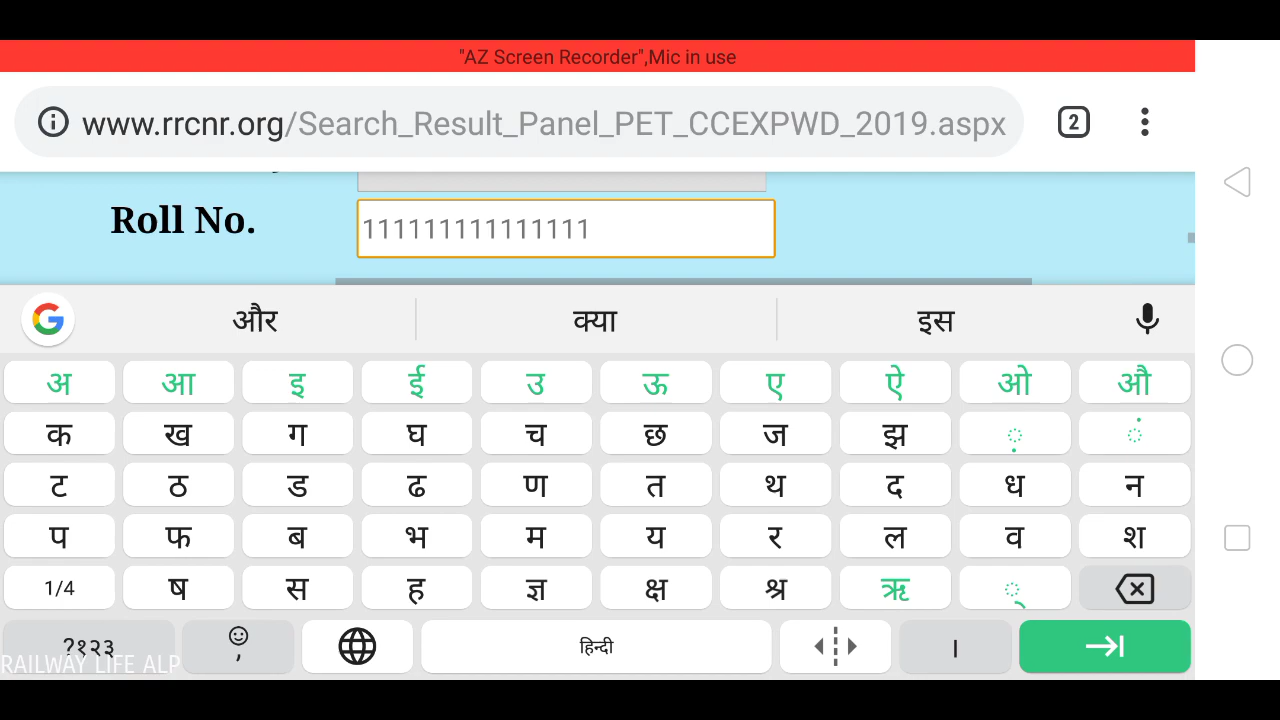 "AZ Screen Recorder",Mic in use
www.rrcnr.org/Search_Result_Panel_PET_CCEXPWD_2019.aspx
2
Roll No.
111111111111111
और क्या इस
अ आ इ ई उ ऊ ए ऐ ओ औ
क ख ग घ च छ ज झ ़ ं
ट ठ ड ढ ण त थ द ध न
प फ ब भ म य र ल व श
1/4 ष स ह ज्ञ क्ष श्र ऋ ्
?१२३ , हिन्दी ।
RAILWAY LIFE ALP